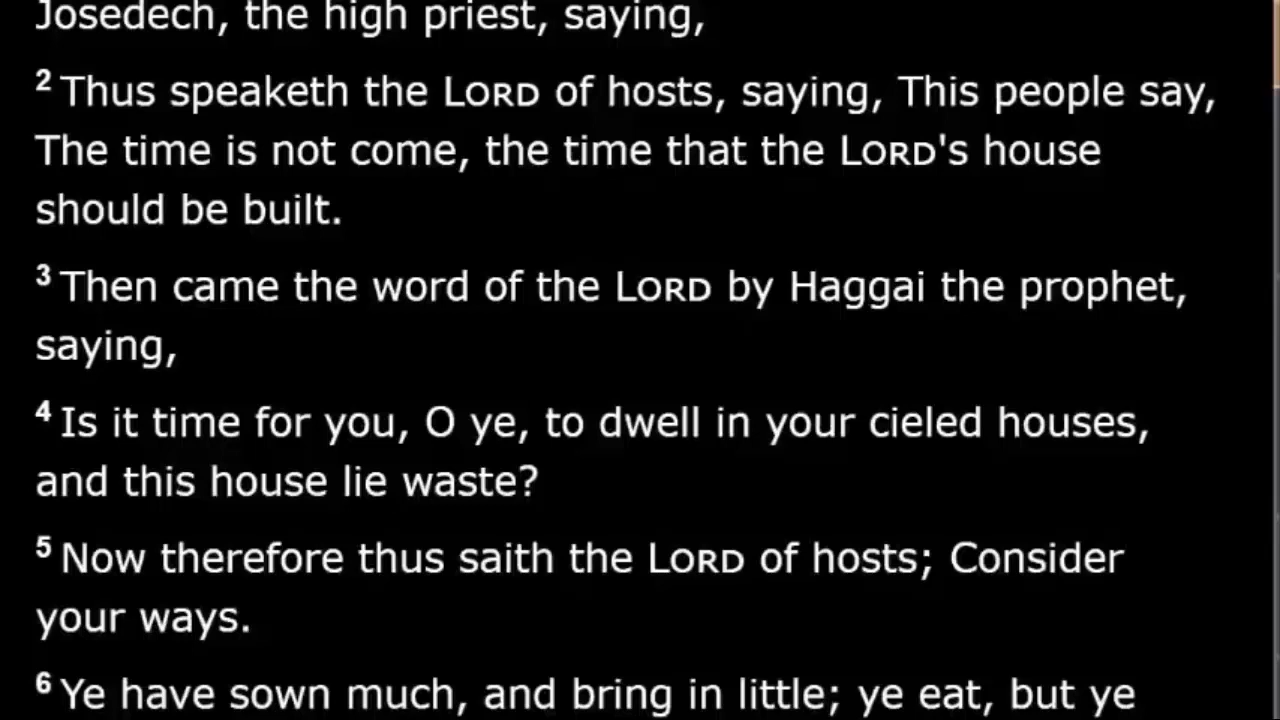 Josedech, the high priest, saying,
2 Thus speaketh the LORD of hosts, saying, This people say,
The time is not come, the time that the LORD's house
should be built.
3 Then came the word of the LORD by Haggai the prophet,
saying,
4 Is it time for you, O ye, to dwell in your cieled houses,
and this house lie waste?
5 Now therefore thus saith the LORD of hosts; Consider
your ways.
6 Ye have sown much, and bring in little; ye eat, but ye